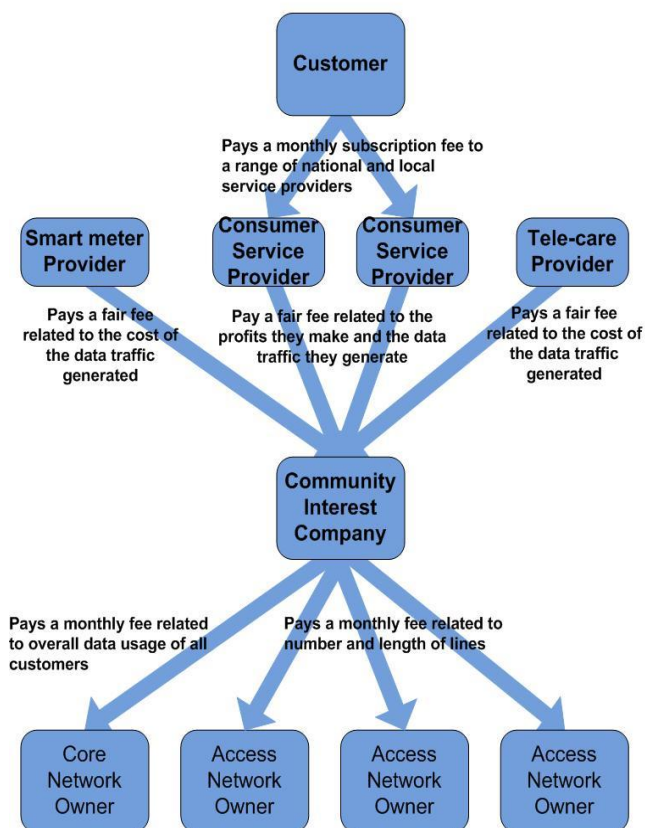 Customer
Pays a monthly subscription fee to
a range of national and local
service providers
Smart meter
Provider
Consumer
Service
Provider
Consumer
Service
Provider
Tele-care
Provider
Pays a fair fee
related to the cost of
the data traffic
generated
Pay a fair fee related to the
profits they make and the data
traffic they generate
Pays a fair fee
related to the cost of
the data traffic
generated
Community
Interest
Company
Pays a monthly fee related
to overall data usage of all
customers
Pays a monthly fee related to
number and length of lines
Core
Network
Owner
Access
Network
Owner
Access
Network
Owner
Access
Network
Owner